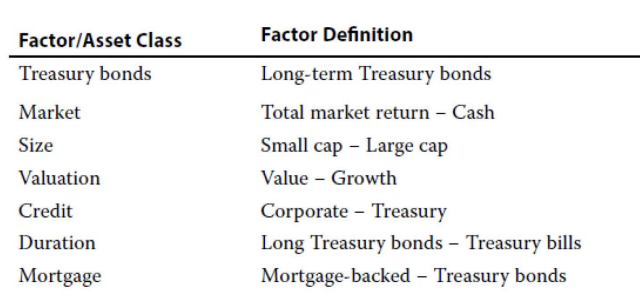 Factor/Asset Class Factor Definition
Treasury bonds Long-term Treasury bonds
Market Total market return – Cash
Size Small cap – Large cap
Valuation Value – Growth
Credit Corporate – Treasury
Duration Long Treasury bonds – Treasury bills
Mortgage Mortgage-backed – Treasury bonds